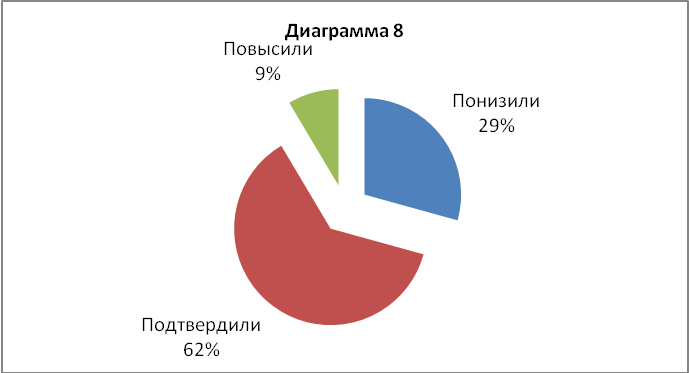 Диаграмма 8
Повысили
9%
Понизили
29%
Подтвердили
62%